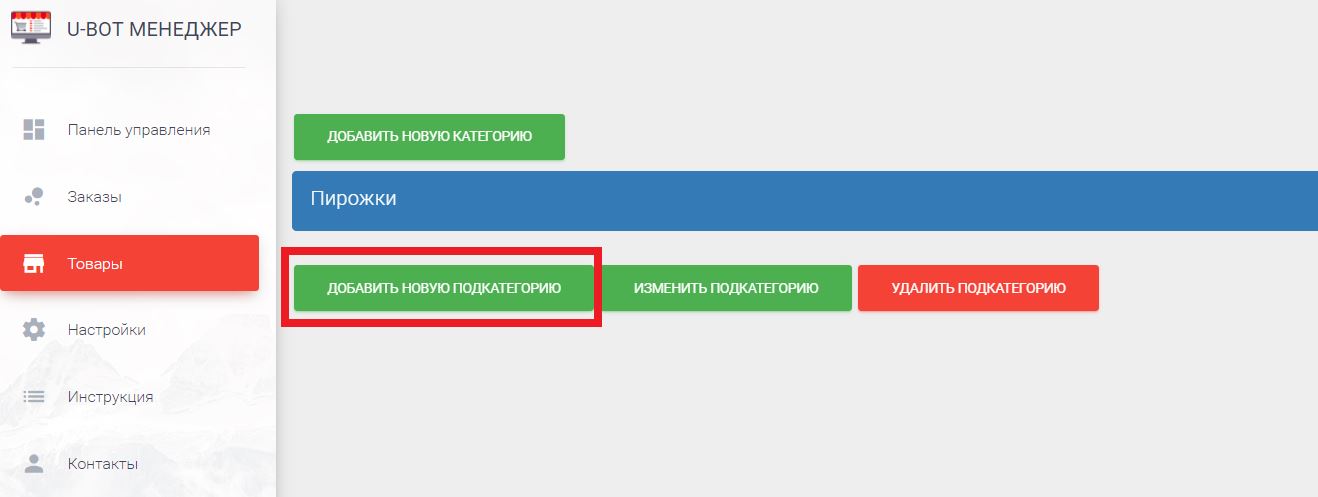 U-BOT МЕНЕДЖЕР
Панель управления
Заказы
Товары
Настройки
Инструкция
Контакты
ДОБАВИТЬ НОВУЮ КАТЕГОРИЮ
Пирожки
ДОБАВИТЬ НОВУЮ ПОДКАТЕГОРИЮ
ИЗМЕНИТЬ ПОДКАТЕГОРИЮ
УДАЛИТЬ ПОДКАТЕГОРИЮ